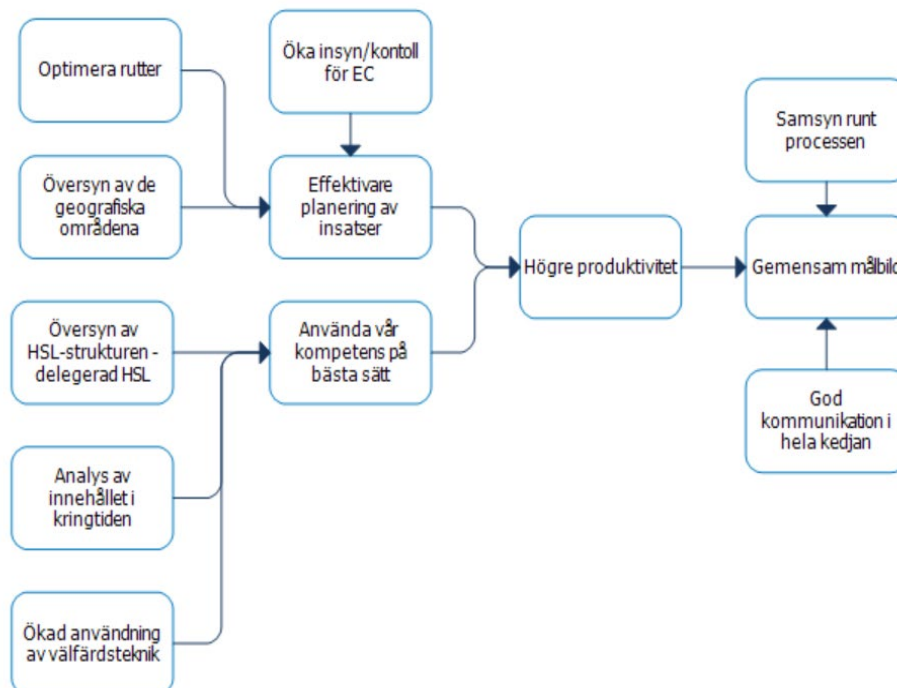 Optimera rutter
Öka insyn/kontoll
för EC
Samsyn runt
processen
Översyn av de
geografiska
områdena
Effektivare
planering av
insatser
Högre produktivitet
Gemensam målbild
Översyn av
HSL-strukturen -
delegerad HSL
Använda vår
kompetens på
bästa sätt
God
kommunikation i
hela kedjan
Analys av
innehållet i
kringtiden
Ökad användning
av välfärdsteknik